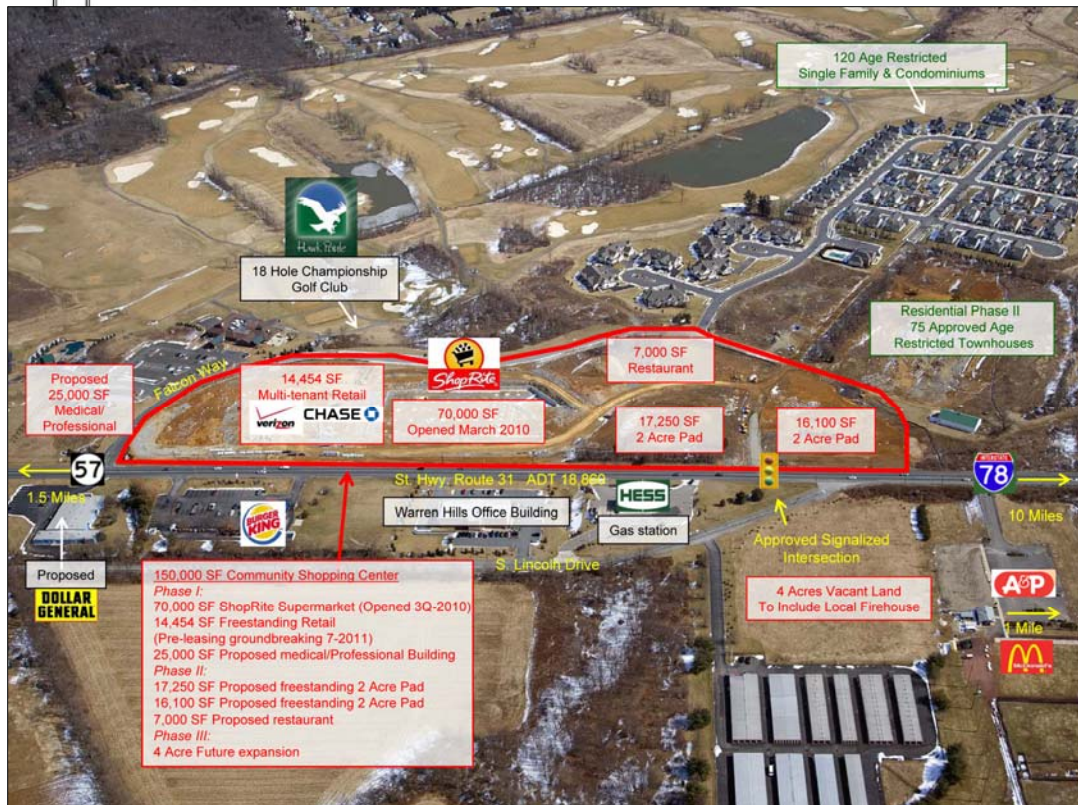 120 Age Restricted
Single Family & Condominiums
Hawk Pointe
18 Hole Championship
Golf Club
Residential Phase II
75 Approved Age
Restricted Townhouses
Falcon Way
Proposed
25,000 SF
Medical/
Professional
14,454 SF
Multi-tenant Retail
verizon
CHASE
ShopRite
70,000 SF
Opened March 2010
7,000 SF
Restaurant
17,250 SF
2 Acre Pad
16,100 SF
2 Acre Pad
57
1.5 Miles
St. Hwy. Route 31 ADT
INTERSTATE
78
10 Miles
BURGER
KING
Warren Hills Office Building
HESS
Gas station
Approved Signalized
Intersection
S. Lincoln Drive
Proposed
DOLLAR
GENERAL
150,000 SF Community Shopping Center
Phase I:
70,000 SF ShopRite Supermarket (Opened 3Q-2010)
14,454 SF Freestanding Retail
(Pre-leasing groundbreaking 7-2011)
25,000 SF Proposed medical/Professional Building
Phase II:
17,250 SF Proposed freestanding 2 Acre Pad
16,100 SF Proposed freestanding 2 Acre Pad
7,000 SF Proposed restaurant
Phase III:
4 Acre Future expansion
4 Acres Vacant Land
To Include Local Firehouse
A&P
1 Mile
McDonald's